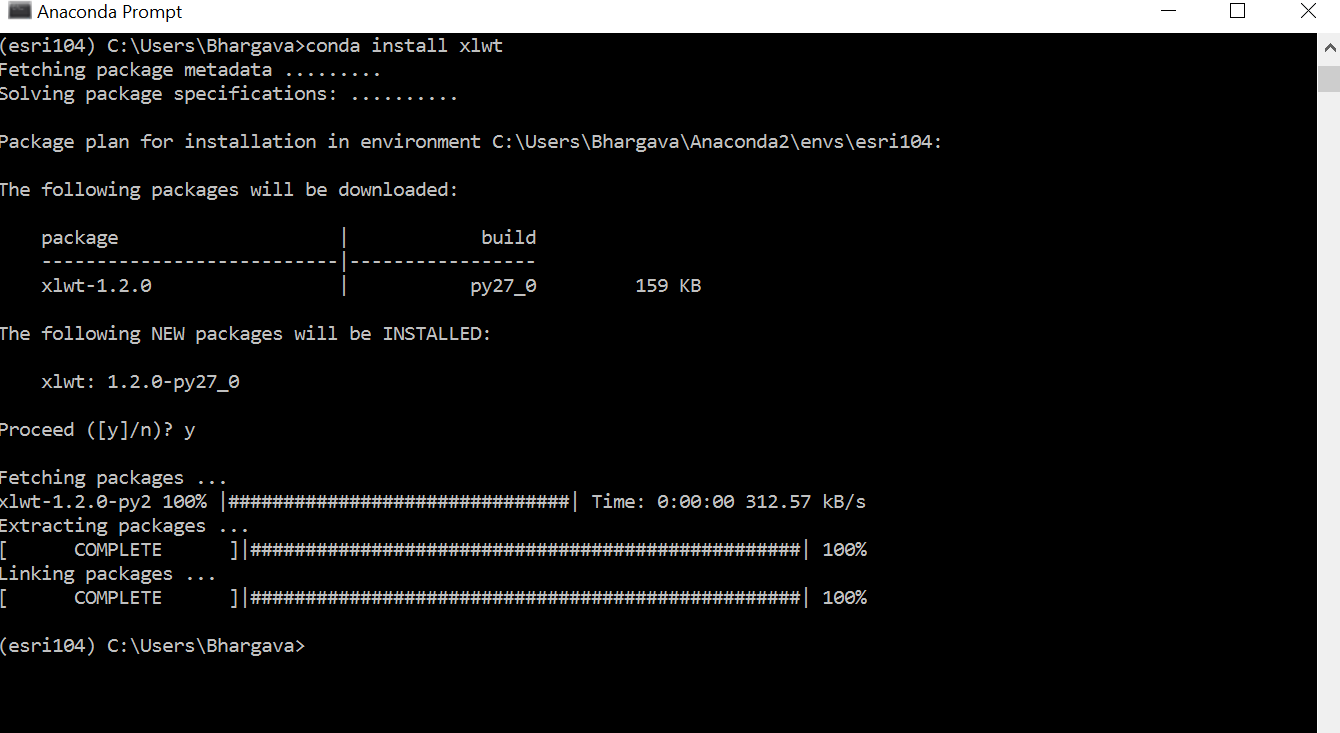 Anaconda Prompt
(esri104) C:\Users\Bhargava>conda install xlwt
Fetching package metadata .........
Solving package specifications: ..........
Package plan for installation in environment C:\Users\Bhargava\Anaconda2\envs\esri104:
The following packages will be downloaded:
    package                    |            build
    ---------------------------|-----------------
    xlwt-1.2.0                 |           py27_0         159 KB
The following NEW packages will be INSTALLED:
    xlwt: 1.2.0-py27_0
Proceed ([y]/n)? y
Fetching packages ...
xlwt-1.2.0-py2 100% |###############################| Time: 0:00:00 312.57 kB/s
Extracting packages ...
[      COMPLETE      ]|##################################################| 100%
Linking packages ...
[      COMPLETE      ]|##################################################| 100%
(esri104) C:\Users\Bhargava>